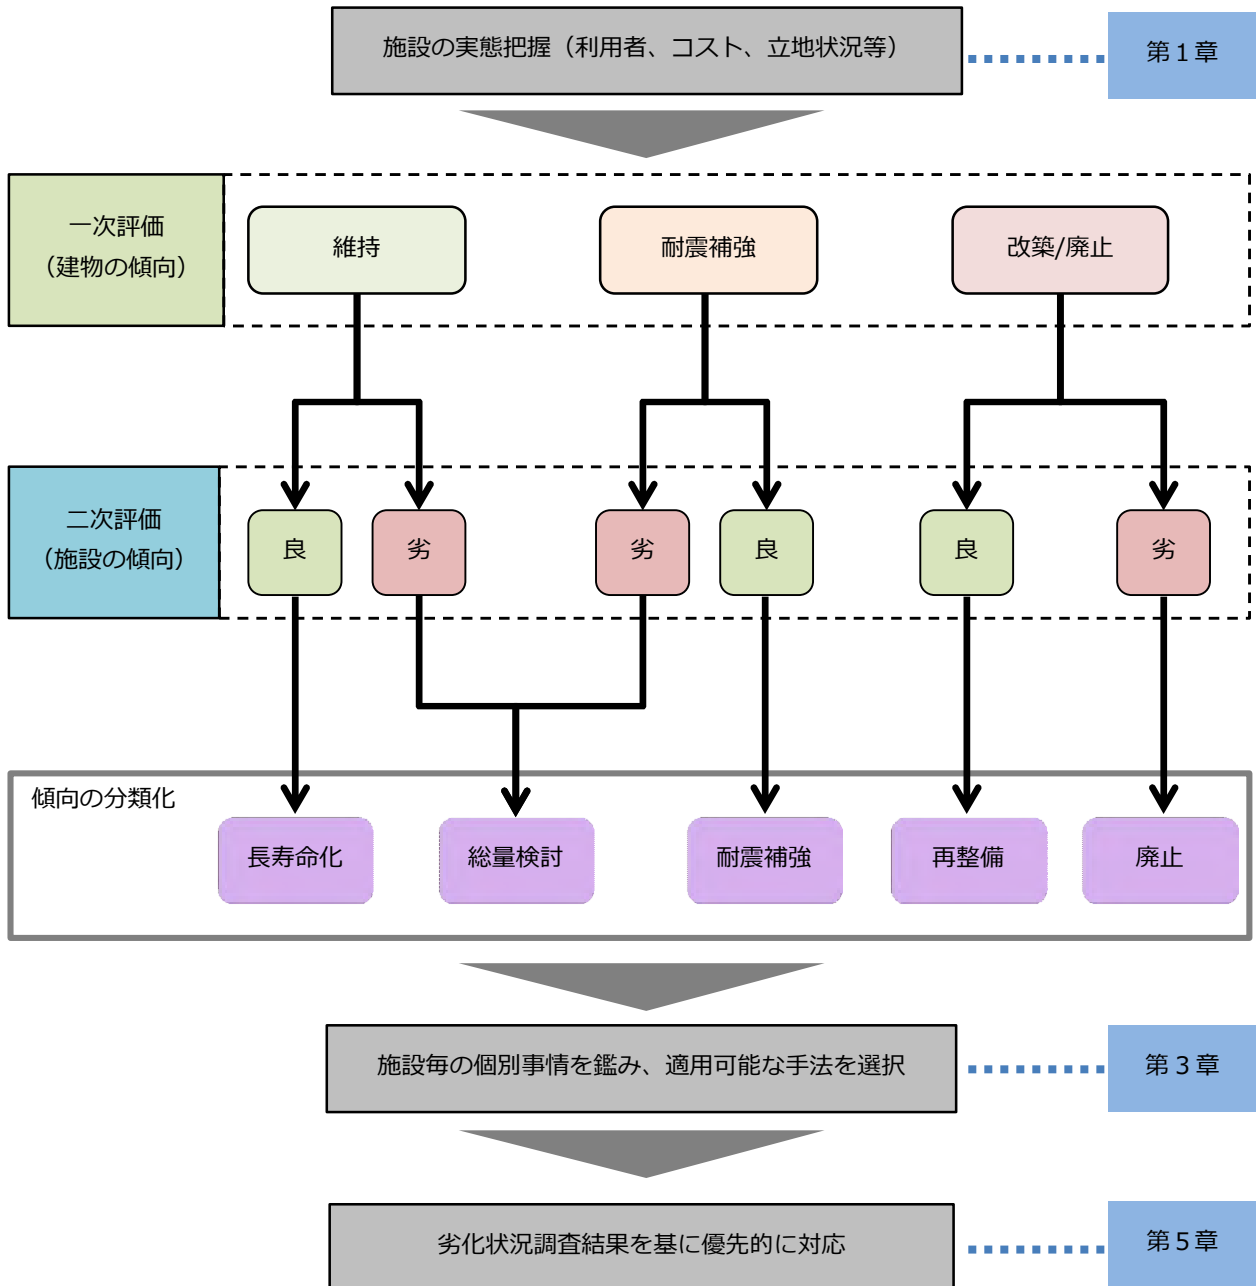 施設の実態把握（利用者、コスト、立地状況等）
第１章
一次評価
（建物の傾向）
維持
耐震補強
改築/廃止
二次評価
（施設の傾向）
良
劣
劣
良
良
劣
傾向の分類化
長寿命化
総量検討
耐震補強
再整備
廃止
施設毎の個別事情を鑑み、適用可能な手法を選択
第３章
劣化状況調査結果を基に優先的に対応
第５章